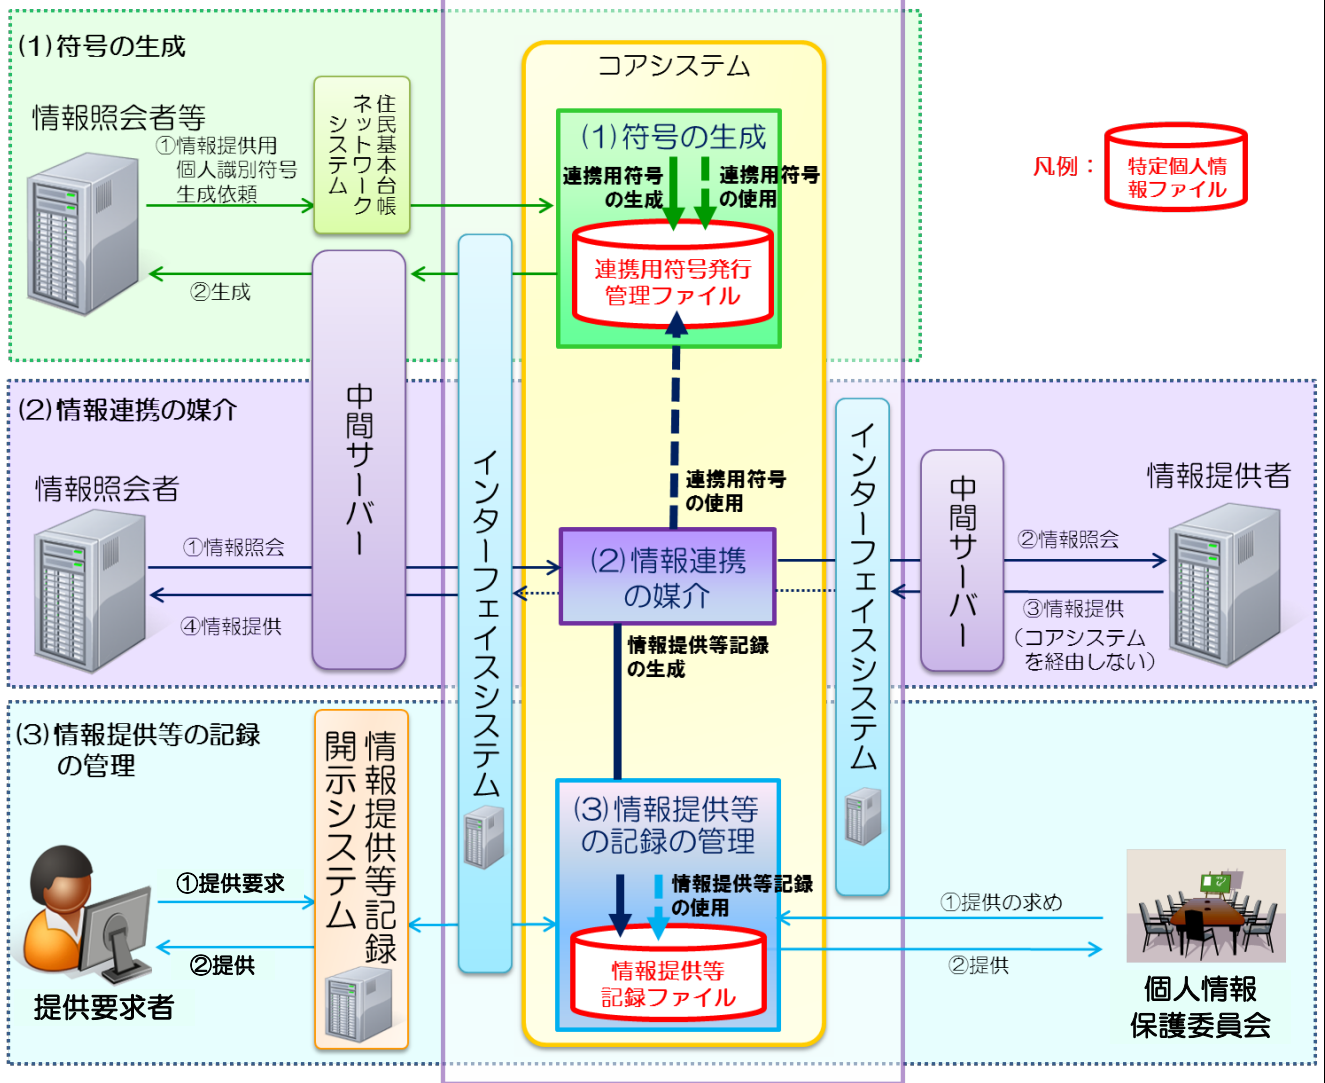 (1)符号の生成
コアシステム
情報照会者等
住民基本台帳
ネットワーク
システム
①情報提供用
個人識別符号
生成依頼
②生成
(1)符号の生成
連携用符号
の生成
連携用符号
の使用
連携用符号発行
管理ファイル
凡例：
特定個人情
報ファイル
(2)情報連携の媒介
中間サーバー
インターフェイスシステム
情報照会者
①情報照会
④情報提供
連携用符号
の使用
(2)情報連携
の媒介
情報提供等記録
の生成
インターフェイスシステム
中間サーバー
情報提供者
②情報照会
③情報提供
（コアシステム
を経由しない）
(3)情報提供等の記録
の管理
情報提供等記録
開示システム
①提供要求
②提供
提供要求者
(3)情報提供等
の記録の管理
情報提供等記録
の使用
情報提供等
記録ファイル
①提供の求め
②提供
個人情報
保護委員会